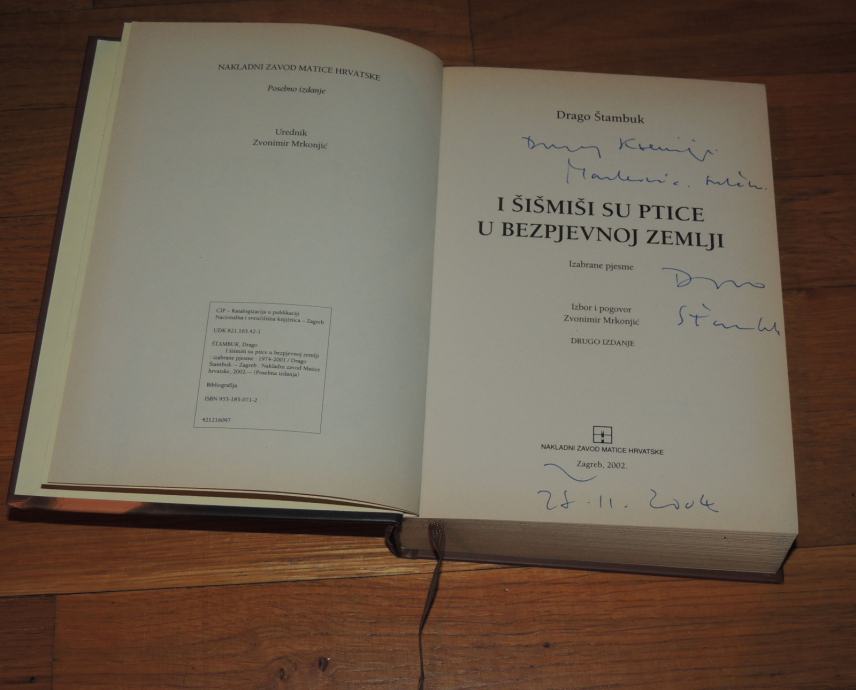 NAKLADNI ZAVOD MATICE HRVATSKE
Posebno izdanje
Urednik
Zvonimir Mrkonjić
CIP – Katalogizacija u publikaciji
Nacionalna i sveučilišna knjižnica – Zagreb
UDK 821.163.42-1
ŠTAMBUK, Drago
I šišmiši su ptice u bezpjevnoj zemlji
: izabrane pjesme : 1974-2001 / Drago
Štambuk. – Zagreb : Nakladni zavod Matice
hrvatske, 2002.– (Posebna izdanja)
Bibliografija
ISBN 953-185-071-2
421216097
Drago Štambuk
Kseniji
I ŠIŠMIŠI SU PTICE
U BEZPJEVNOJ ZEMLJI
Izabrane pjesme
Drago
Štambuk
Izbor i pogovor
Zvonimir Mrkonjić
DRUGO IZDANJE
NAKLADNI ZAVOD MATICE HRVATSKE
Zagreb, 2002.
28.11.2004